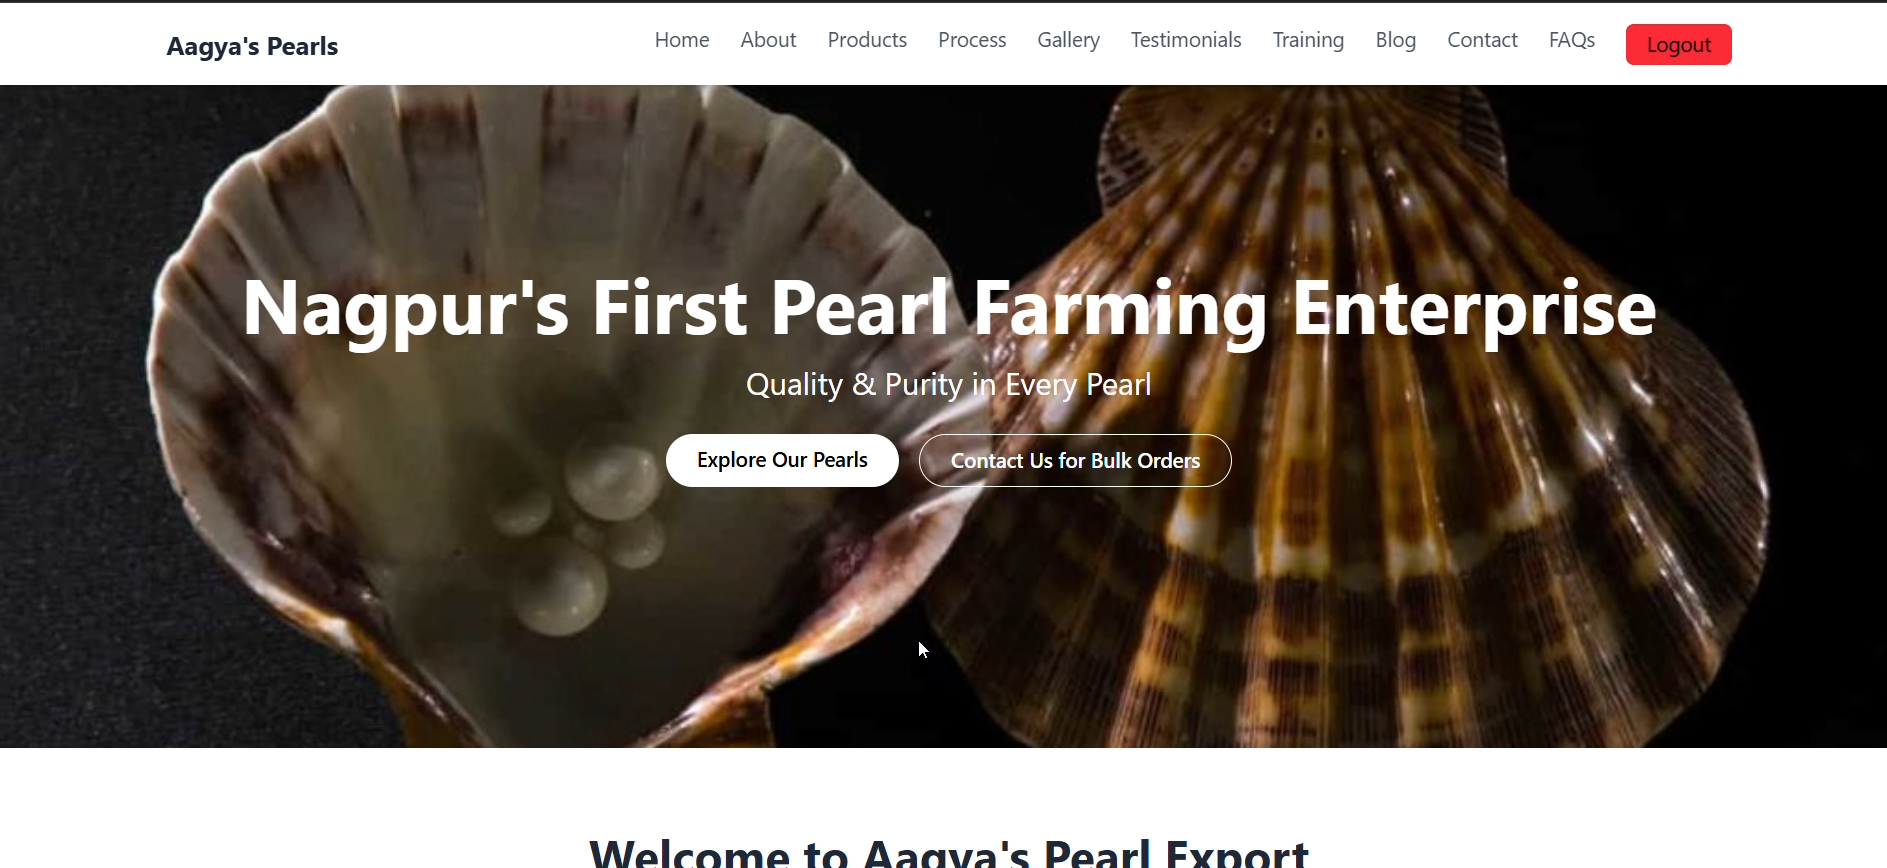 Aagya's Pearls
Home About Products Process Gallery Testimonials Training Blog Contact FAQs Logout
Nagpur's First Pearl Farming Enterprise
Quality & Purity in Every Pearl
Explore Our Pearls Contact Us for Bulk Orders
Welcome to Aagya's Pearl Export